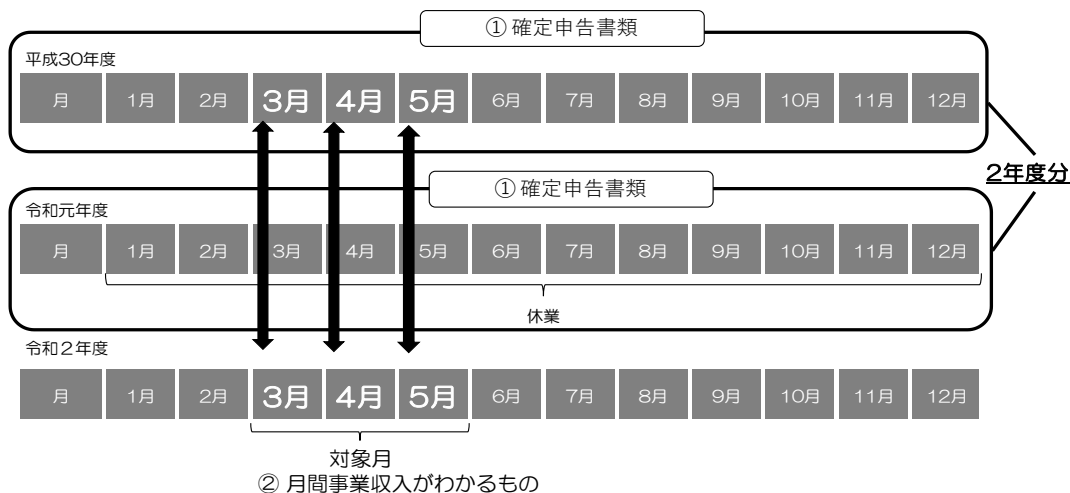 ① 確定申告書類
平成30年度
月 1月 2月 3月 4月 5月 6月 7月 8月 9月 10月 11月 12月
2年度分
① 確定申告書類
令和元年度
月 1月 2月 3月 4月 5月 6月 7月 8月 9月 10月 11月 12月
休業
令和2年度
月 1月 2月 3月 4月 5月 6月 7月 8月 9月 10月 11月 12月
対象月
② 月間事業収入がわかるもの